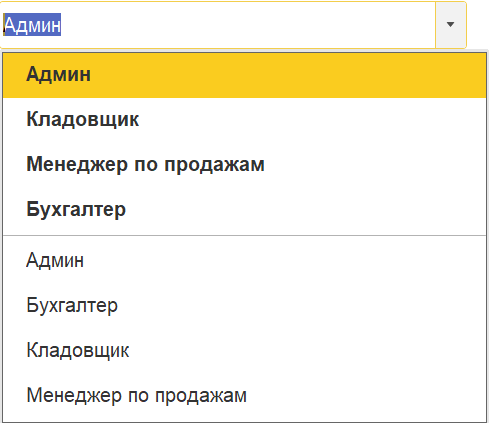 Админ
Админ
Кладовщик
Менеджер по продажам
Бухгалтер
Админ
Бухгалтер
Кладовщик
Менеджер по продажам